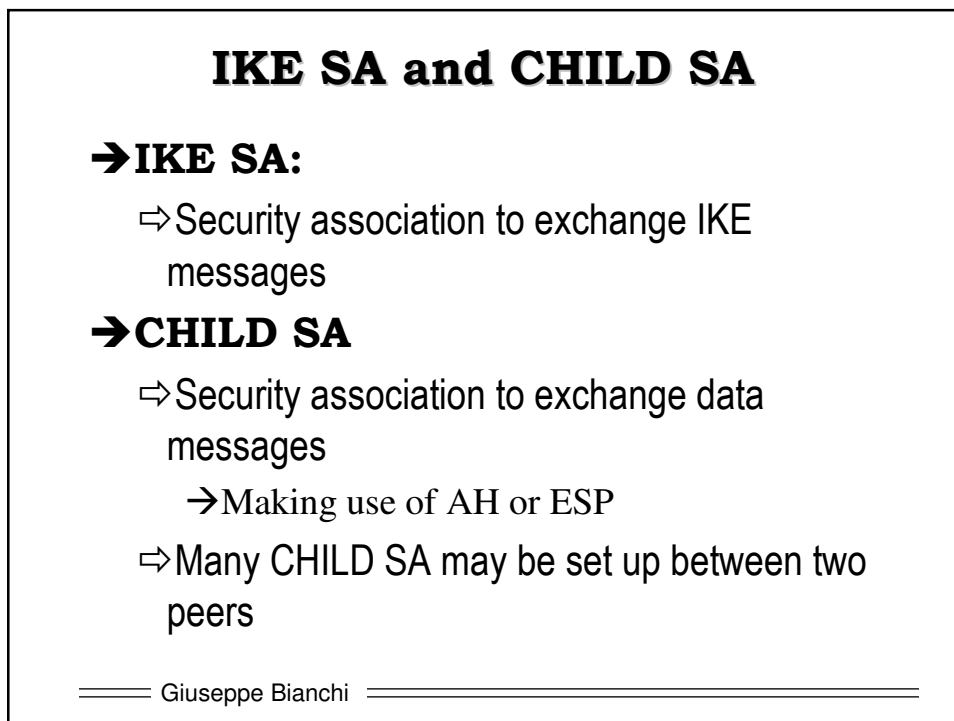 IKE SA and CHILD SA
➔IKE SA:
⇨Security association to exchange IKE
messages
➔CHILD SA
⇨Security association to exchange data
messages
→Making use of AH or ESP
⇨Many CHILD SA may be set up between two
peers
Giuseppe Bianchi